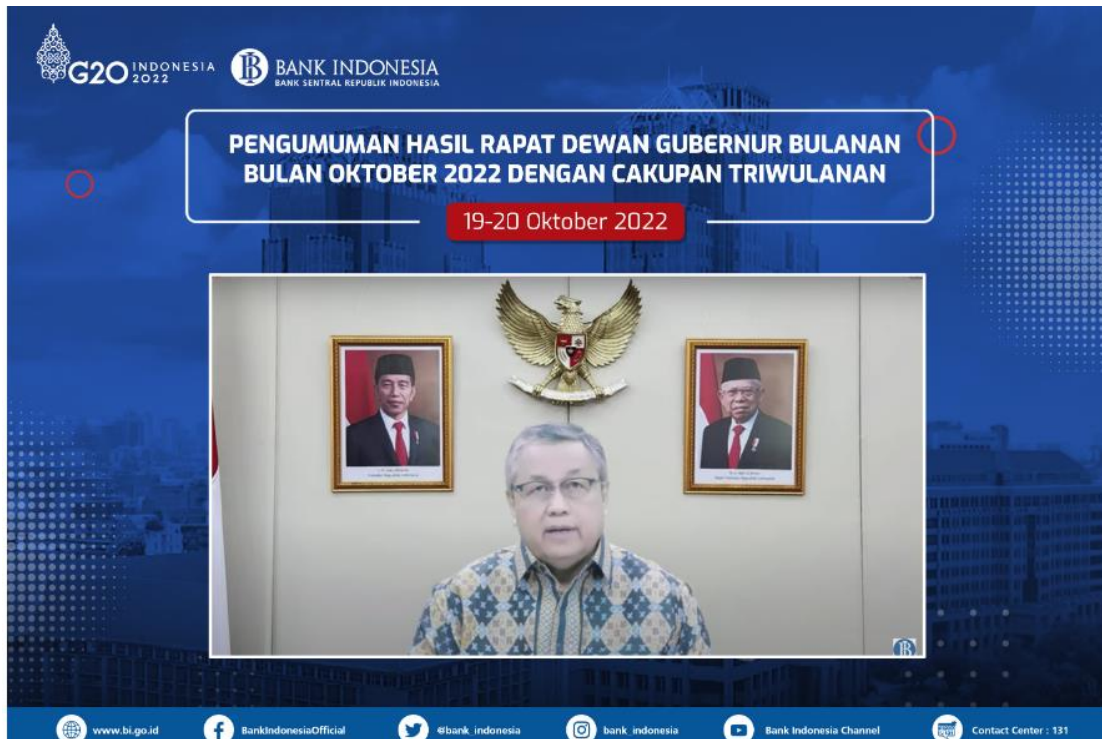 G20 INDONESIA
2022
BANK INDONESIA
BANK SENTRAL REPUBLIK INDONESIA
PENGUMUMAN HASIL RAPAT DEWAN GUBERNUR BULANAN
BULAN OKTOBER 2022 DENGAN CAKUPAN TRIWULANAN
19-20 Oktober 2022
www.bi.go.id
BankIndonesiaOfficial
@bank_indonesia
bank_indonesia
Bank Indonesia Channel
Contact Center : 131